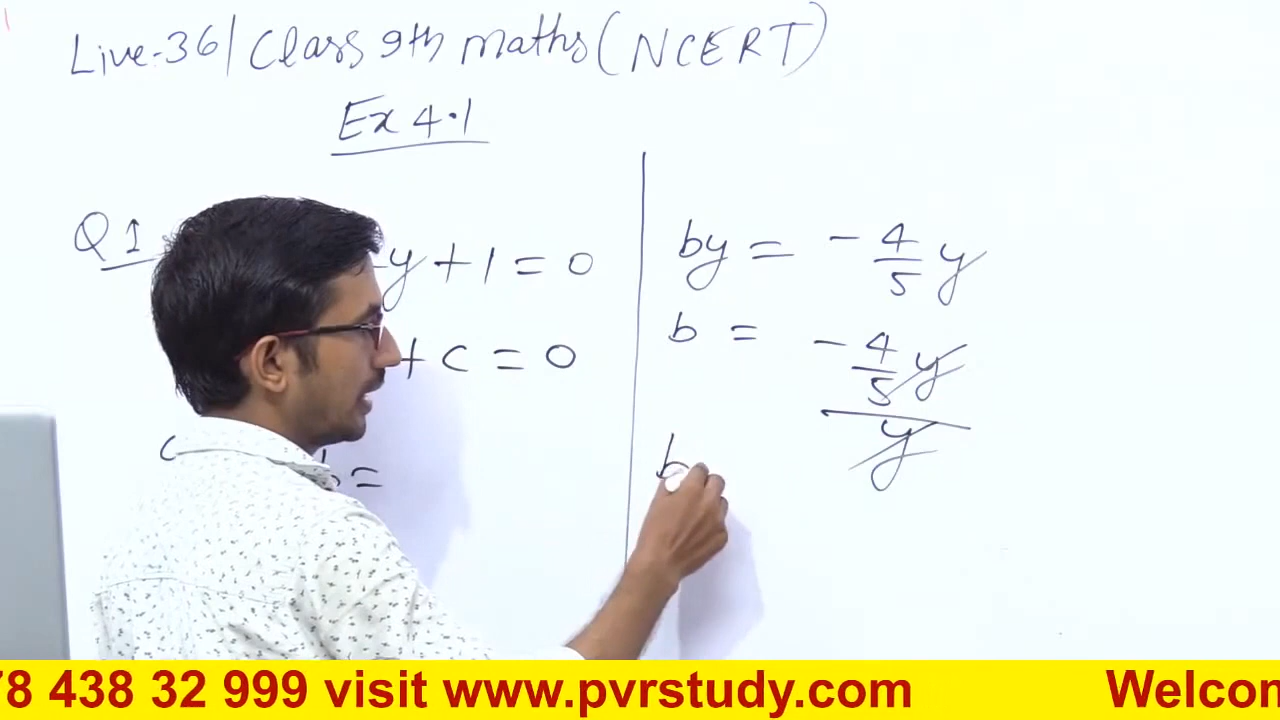 Live-36/ Class 9th maths (NCERT)
Ex 4.1
Q 1
y + 1 = 0
+ c = 0
b =
by = - 4/5 y
b = - 4/5 y
y
b
78 438 32 999 visit www.pvrstudy.com Welcon